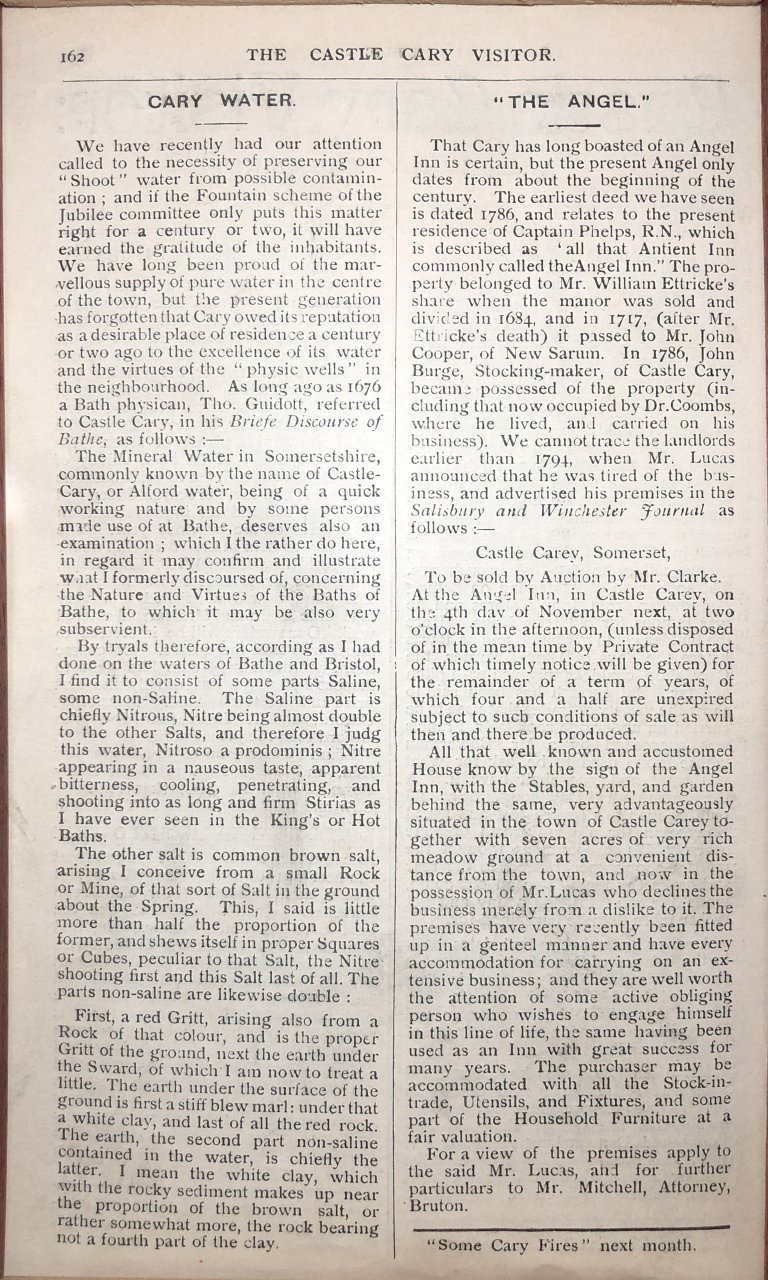 162
THE CASTLE CARY VISITOR.
CARY WATER.
We have recently had our attention
called to the necessity of preserving our
"Shoot" water from possible contamin-
ation ; and if the Fountain scheme of the
Jubilee committee only puts this matter
right for a century or two, it will have
earned the gratitude of the inhabitants.
We have long been proud of the mar-
vellous supply of pure water in the centre
of the town, but the present generation
has forgotten that Cary owed its reputation
as a desirable place of residence a century
or two ago to the excellence of its water
and the virtues of the "physic wells" in
the neighbourhood. As long ago as 1676
a Bath physican, Tho. Guidott, referred
to Castle Cary, in his Briefe Discourse of
Bathe, as follows :—
The Mineral Water in Somersetshire,
commonly known by the name of Castle-
Cary, or Alford water, being of a quick
working nature and by some persons
made use of at Bathe, deserves also an
examination ; which I the rather do here,
in regard it may confirm and illustrate
what I formerly discoursed of, concerning
the Nature and Virtues of the Baths of
Bathe, to which it may be also very
subservient.
By tryals therefore, according as I had
done on the waters of Bathe and Bristol,
I find it to consist of some parts Saline,
some non-Saline. The Saline part is
chiefly Nitrous, Nitre being almost double
to the other Salts, and therefore I judg
this water, Nitroso a prodominis ; Nitre
appearing in a nauseous taste, apparent
bitterness, cooling, penetrating, and
shooting into as long and firm Stirias as
I have ever seen in the King's or Hot
Baths.
The other salt is common brown salt,
arising I conceive from a small Rock
or Mine, of that sort of Salt in the ground
about the Spring. This, I said is little
more than half the proportion of the
former, and shews itself in proper Squares
or Cubes, peculiar to that Salt, the Nitre
shooting first and this Salt last of all. The
parts non-saline are likewise double :
First, a red Gritt, arising also from a
Rock of that colour, and is the proper
Gritt of the ground, next the earth under
the Sward, of which I am now to treat a
little. The earth under the surface of the
ground is first a stiff blew marl: under that
a white clay, and last of all the red rock.
The earth, the second part non-saline
contained in the water, is chiefly the
latter. I mean the white clay, which
with the rocky sediment makes up near
the proportion of the brown salt, or
rather somewhat more, the rock bearing
not a fourth part of the clay.
"THE ANGEL."
That Cary has long boasted of an Angel
Inn is certain, but the present Angel only
dates from about the beginning of the
century. The earliest deed we have seen
is dated 1786, and relates to the present
residence of Captain Phelps, R.N., which
is described as 'all that Antient Inn
commonly called theAngel Inn." The pro-
perty belonged to Mr. William Ettricke's
share when the manor was sold and
divided in 1684, and in 1717, (after Mr.
Ettricke's death) it passed to Mr. John
Cooper, of New Sarum. In 1786, John
Burge, Stocking-maker, of Castle Cary,
became possessed of the property (in-
cluding that now occupied by Dr.Coombs,
where he lived, and carried on his
business). We cannot trace the landlords
earlier than 1794, when Mr. Lucas
announced that he was tired of the bus-
iness, and advertised his premises in the
Salisbury and Winchester Journal as
follows :—
Castle Carey, Somerset,
To be sold by Auction by Mr. Clarke.
At the Angel Inn, in Castle Carey, on
the 4th day of November next, at two
o'clock in the afternoon, (unless disposed
of in the mean time by Private Contract
of which timely notice will be given) for
the remainder of a term of years, of
which four and a half are unexpired
subject to such conditions of sale as will
then and there be produced.
All that well known and accustomed
House know by the sign of the Angel
Inn, with the Stables, yard, and garden
behind the same, very advantageously
situated in the town of Castle Carey to-
gether with seven acres of very rich
meadow ground at a convenient dis-
tance from the town, and now in the
possession of Mr.Lucas who declines the
business merely from a dislike to it. The
premises have very recently been fitted
up in a genteel manner and have every
accommodation for carrying on an ex-
tensive business; and they are well worth
the attention of some active obliging
person who wishes to engage himself
in this line of life, the same having been
used as an Inn with great success for
many years. The purchaser may be
accommodated with all the Stock-in-
trade, Utensils, and Fixtures, and some
part of the Household Furniture at a
fair valuation.
For a view of the premises apply to
the said Mr. Lucas, and for further
particulars to Mr. Mitchell, Attorney,
Bruton.
"Some Cary Fires" next month.